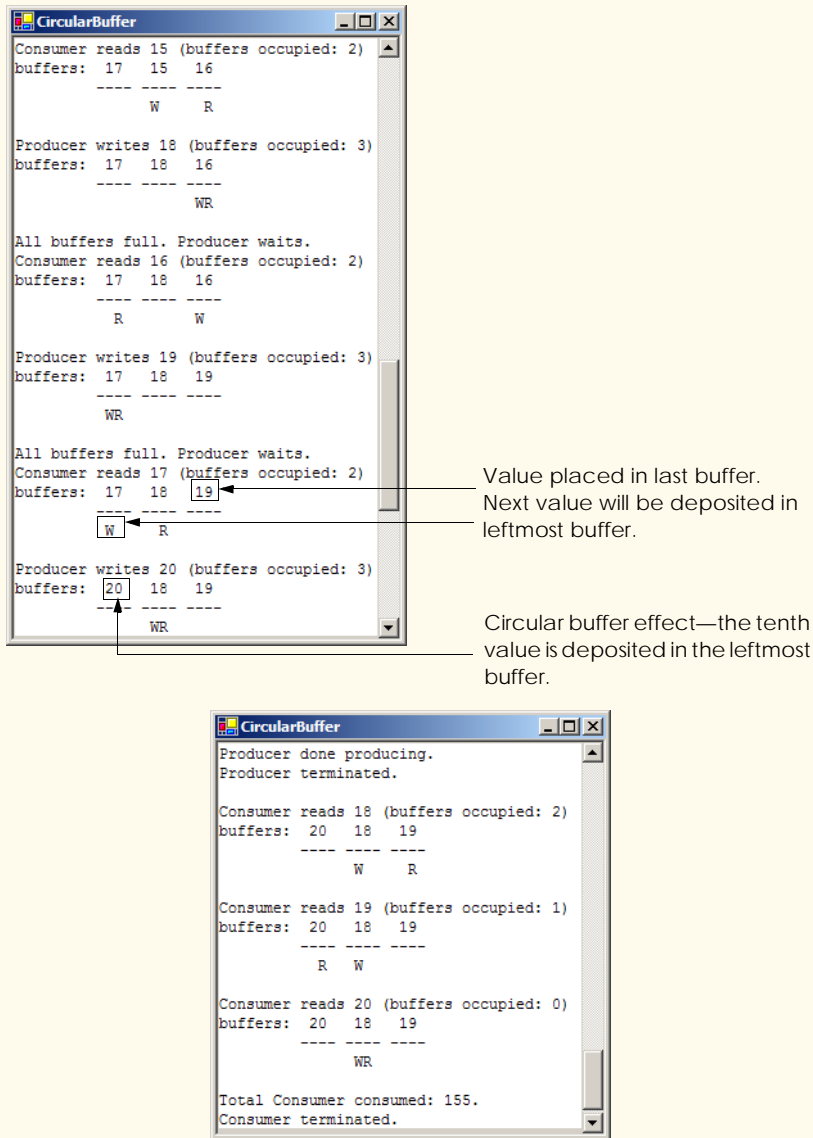 CircularBuffer
Consumer reads 15 (buffers occupied: 2)
buffers: 17 15 16
---- ---- ----
W R
Producer writes 18 (buffers occupied: 3)
buffers: 17 18 16
---- ---- ----
WR
All buffers full. Producer waits.
Consumer reads 16 (buffers occupied: 2)
buffers: 17 18 16
---- ---- ----
R W
Producer writes 19 (buffers occupied: 3)
buffers: 17 18 19
---- ---- ----
WR
All buffers full. Producer waits.
Consumer reads 17 (buffers occupied: 2)
buffers: 17 18 19
---- ---- ----
W R
Producer writes 20 (buffers occupied: 3)
buffers: 20 18 19
---- ---- ----
WR
Value placed in last buffer.
Next value will be deposited in
leftmost buffer.
Circular buffer effect—the tenth
value is deposited in the leftmost
buffer.
CircularBuffer
Producer done producing.
Producer terminated.
Consumer reads 18 (buffers occupied: 2)
buffers: 20 18 19
---- ---- ----
W R
Consumer reads 19 (buffers occupied: 1)
buffers: 20 18 19
---- ---- ----
R W
Consumer reads 20 (buffers occupied: 0)
buffers: 20 18 19
---- ---- ----
WR
Total Consumer consumed: 155.
Consumer terminated.